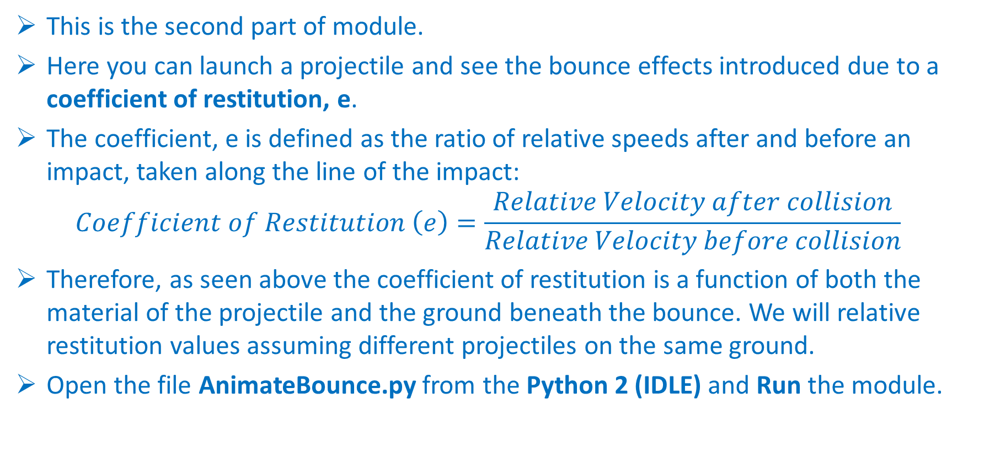 ➢ This is the second part of module.
➢ Here you can launch a projectile and see the bounce effects introduced due to a
coefficient of restitution, e.
➢ The coefficient, e is defined as the ratio of relative speeds after and before an
impact, taken along the line of the impact:
Coefficient of Restitution (e) = Relative Velocity after collision / Relative Velocity before collision
➢ Therefore, as seen above the coefficient of restitution is a function of both the
material of the projectile and the ground beneath the bounce. We will relative
restitution values assuming different projectiles on the same ground.
➢ Open the file AnimateBounce.py from the Python 2 (IDLE) and Run the module.